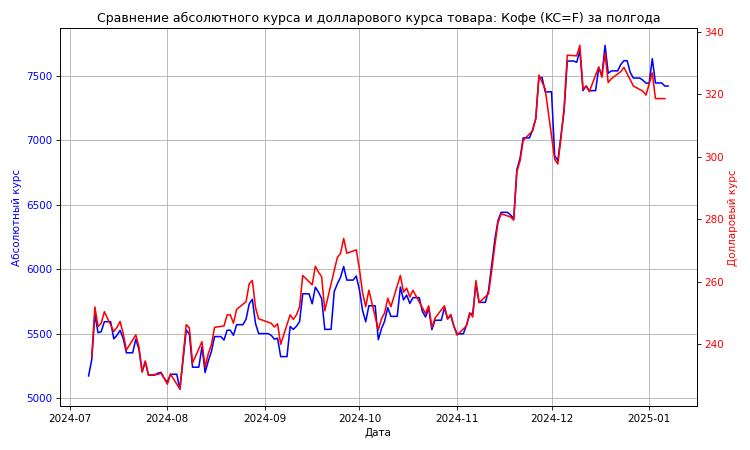 Сравнение абсолютного курса и долларового курса товара: Кофе (KC=F) за полгода
Абсолютный курс
7500
7000
6500
6000
5500
5000
340
320
300
280
260
240
Долларовый курс
2024-07 2024-08 2024-09 2024-10 2024-11 2024-12 2025-01
Дата